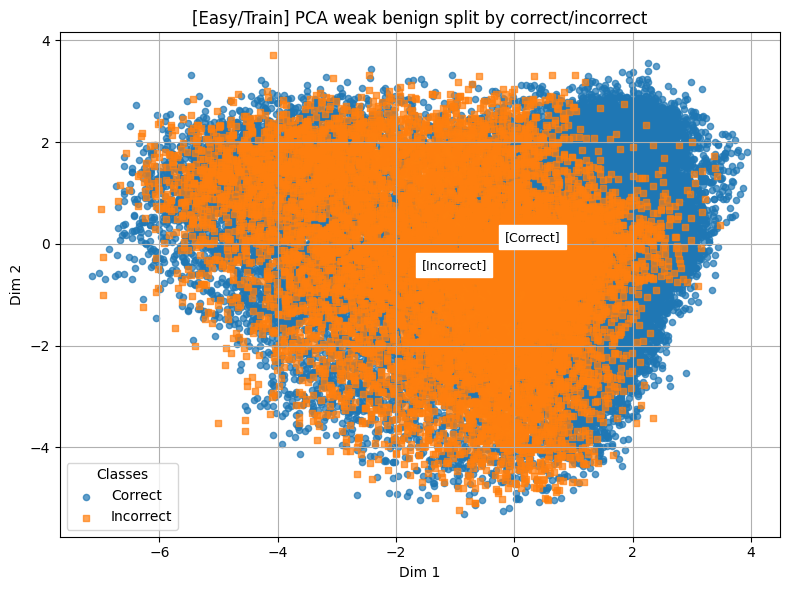 [Easy/Train] PCA weak benign split by correct/incorrect
4
2
0
−2
−4
Dim 2
[Correct]
[Incorrect]
Classes
Correct
Incorrect
−6
−4
−2
0
2
4
Dim 1